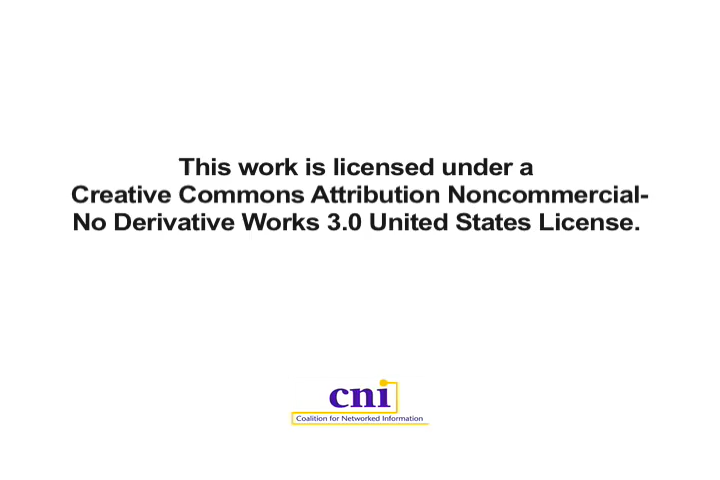 This work is licensed under a
Creative Commons Attribution Noncommercial-
No Derivative Works 3.0 United States License.
cni
Coalition for Networked Information